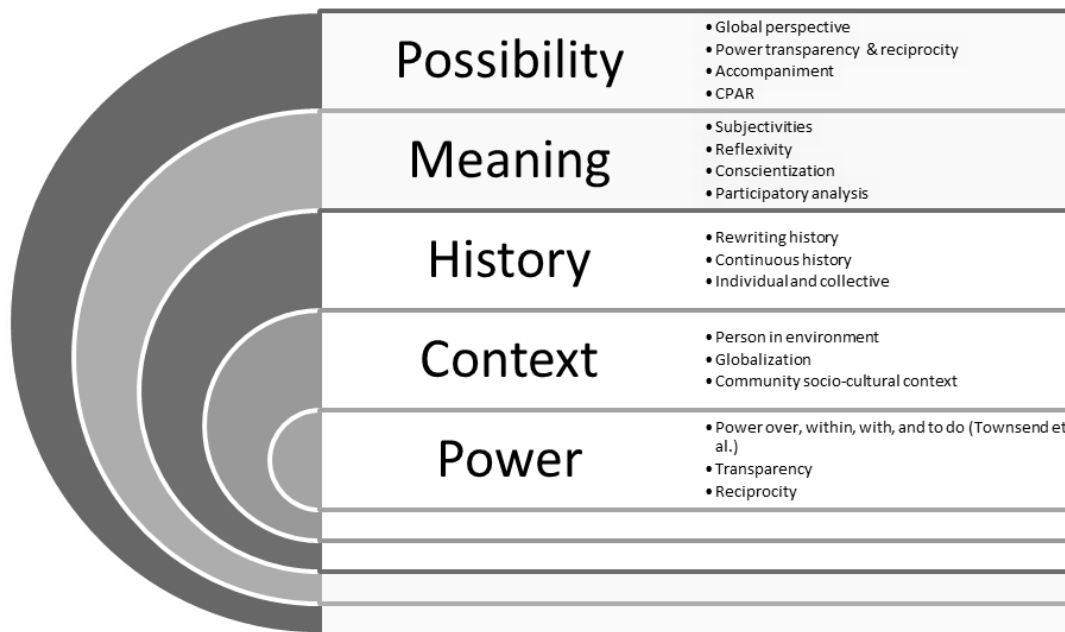 Possibility
• Global perspective
• Power transparency & reciprocity
• Accompaniment
• CPAR
Meaning
• Subjectivities
• Reflexivity
• Conscientization
• Participatory analysis
History
• Rewriting history
• Continuous history
• Individual and collective
Context
• Person in environment
• Globalization
• Community socio-cultural context
Power
• Power over, within, with, and to do (Townsend et
al.)
• Transparency
• Reciprocity